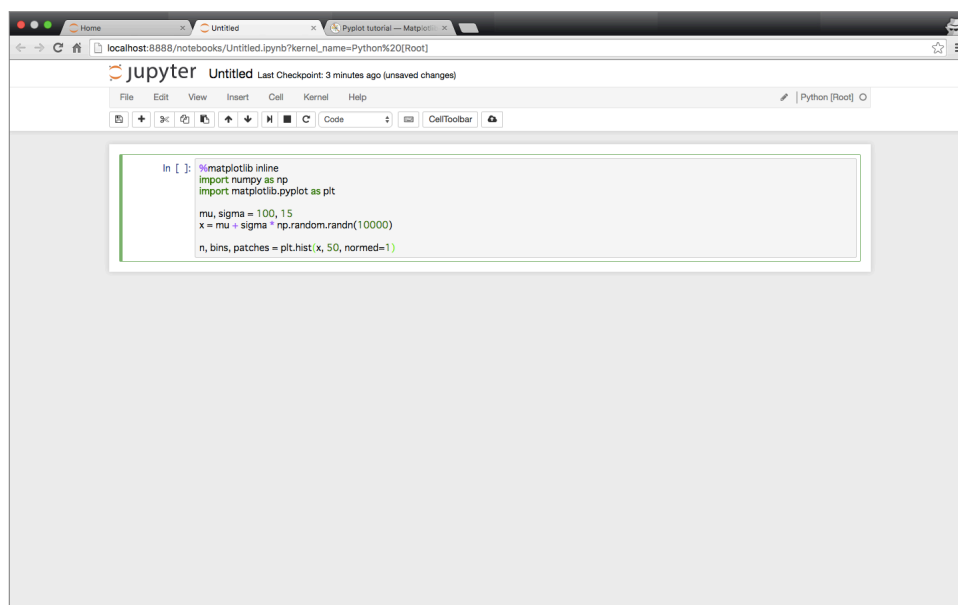 Home
Untitled
Pyplot tutorial — Matplotlib
localhost:8888/notebooks/Untitled.ipynb?kernel_name=Python%20[Root]
jupyter Untitled Last Checkpoint: 3 minutes ago (unsaved changes)
File Edit View Insert Cell Kernel Help
Python [Root]
Code CellToolbar
In [ ]: %matplotlib inline
import numpy as np
import matplotlib.pyplot as plt
mu, sigma = 100, 15
x = mu + sigma * np.random.randn(10000)
n, bins, patches = plt.hist(x, 50, normed=1)